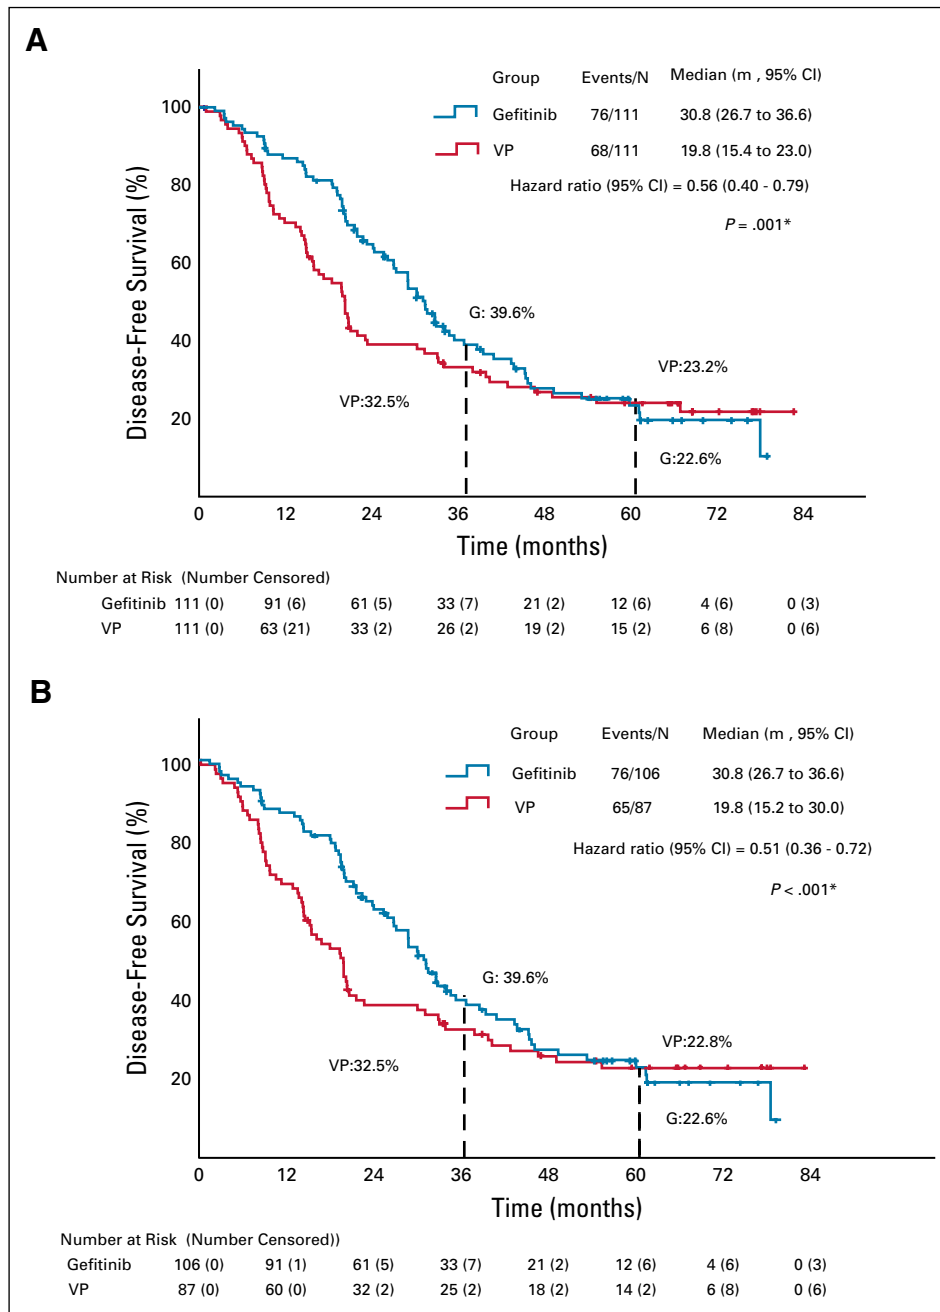 A
Group Events/N Median (m , 95% CI)
Gefitinib 76/111 30.8 (26.7 to 36.6)
VP 68/111 19.8 (15.4 to 23.0)
Hazard ratio (95% CI) = 0.56 (0.40 - 0.79)
P = .001*
Disease-Free Survival (%)
100
80
60
40
20
G: 39.6%
VP:32.5%
VP:23.2%
G:22.6%
0 12 24 36 48 60 72 84
Time (months)
Number at Risk (Number Censored)
Gefitinib 111 (0) 91 (6) 61 (5) 33 (7) 21 (2) 12 (6) 4 (6) 0 (3)
VP 111 (0) 63 (21) 33 (2) 26 (2) 19 (2) 15 (2) 6 (8) 0 (6)
B
Group Events/N Median (m , 95% CI)
Gefitinib 76/106 30.8 (26.7 to 36.6)
VP 65/87 19.8 (15.2 to 30.0)
Hazard ratio (95% CI) = 0.51 (0.36 - 0.72)
P < .001*
Disease-Free Survival (%)
100
80
60
40
20
G: 39.6%
VP:32.5%
VP:22.8%
G:22.6%
0 12 24 36 48 60 72 84
Time (months)
Number at Risk (Number Censored))
Gefitinib 106 (0) 91 (1) 61 (5) 33 (7) 21 (2) 12 (6) 4 (6) 0 (3)
VP 87 (0) 60 (0) 32 (2) 25 (2) 18 (2) 14 (2) 6 (8) 0 (6)